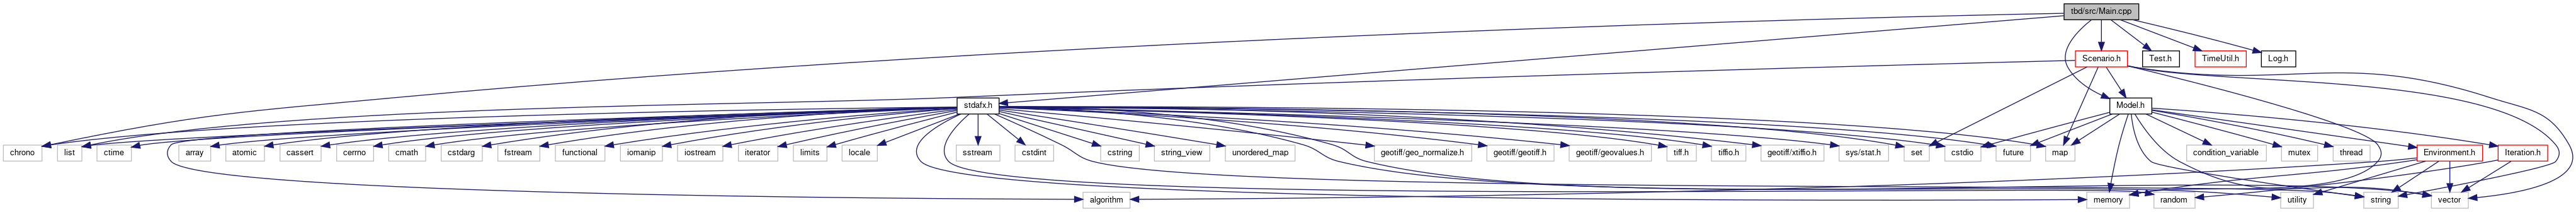 tbd/src/Main.cpp
Scenario.h
Test.h
TimeUtil.h
Log.h
stdafx.h
Model.h
chrono
list
ctime
array
atomic
cassert
cerrno
cmath
cstdarg
fstream
functional
iomanip
iostream
iterator
limits
locale
sstream
cstdint
cstring
string_view
unordered_map
geotiff/geo_normalize.h
geotiff/geotiff.h
geotiff/geovalues.h
tiff.h
tiffio.h
geotiff/xtiffio.h
sys/stat.h
set
cstdio
future
map
condition_variable
mutex
thread
Environment.h
Iteration.h
algorithm
memory
random
utility
string
vector